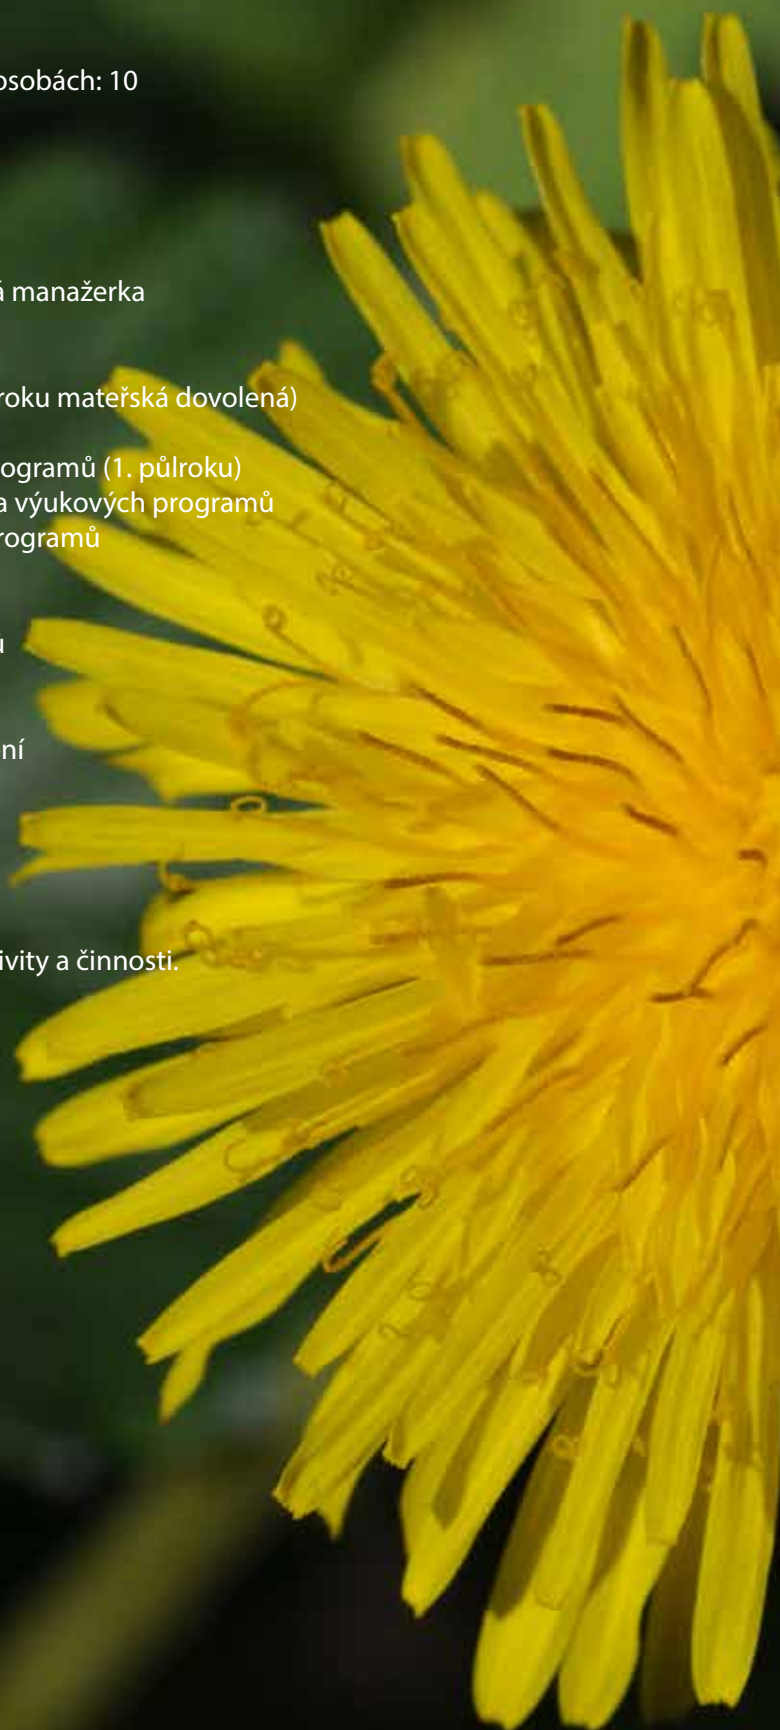 osobách: 10
manažerka
roku mateřská dovolená)
ogramů (1. půlroku)
a výukových programů
rogramů
ní
ivity a činnosti.